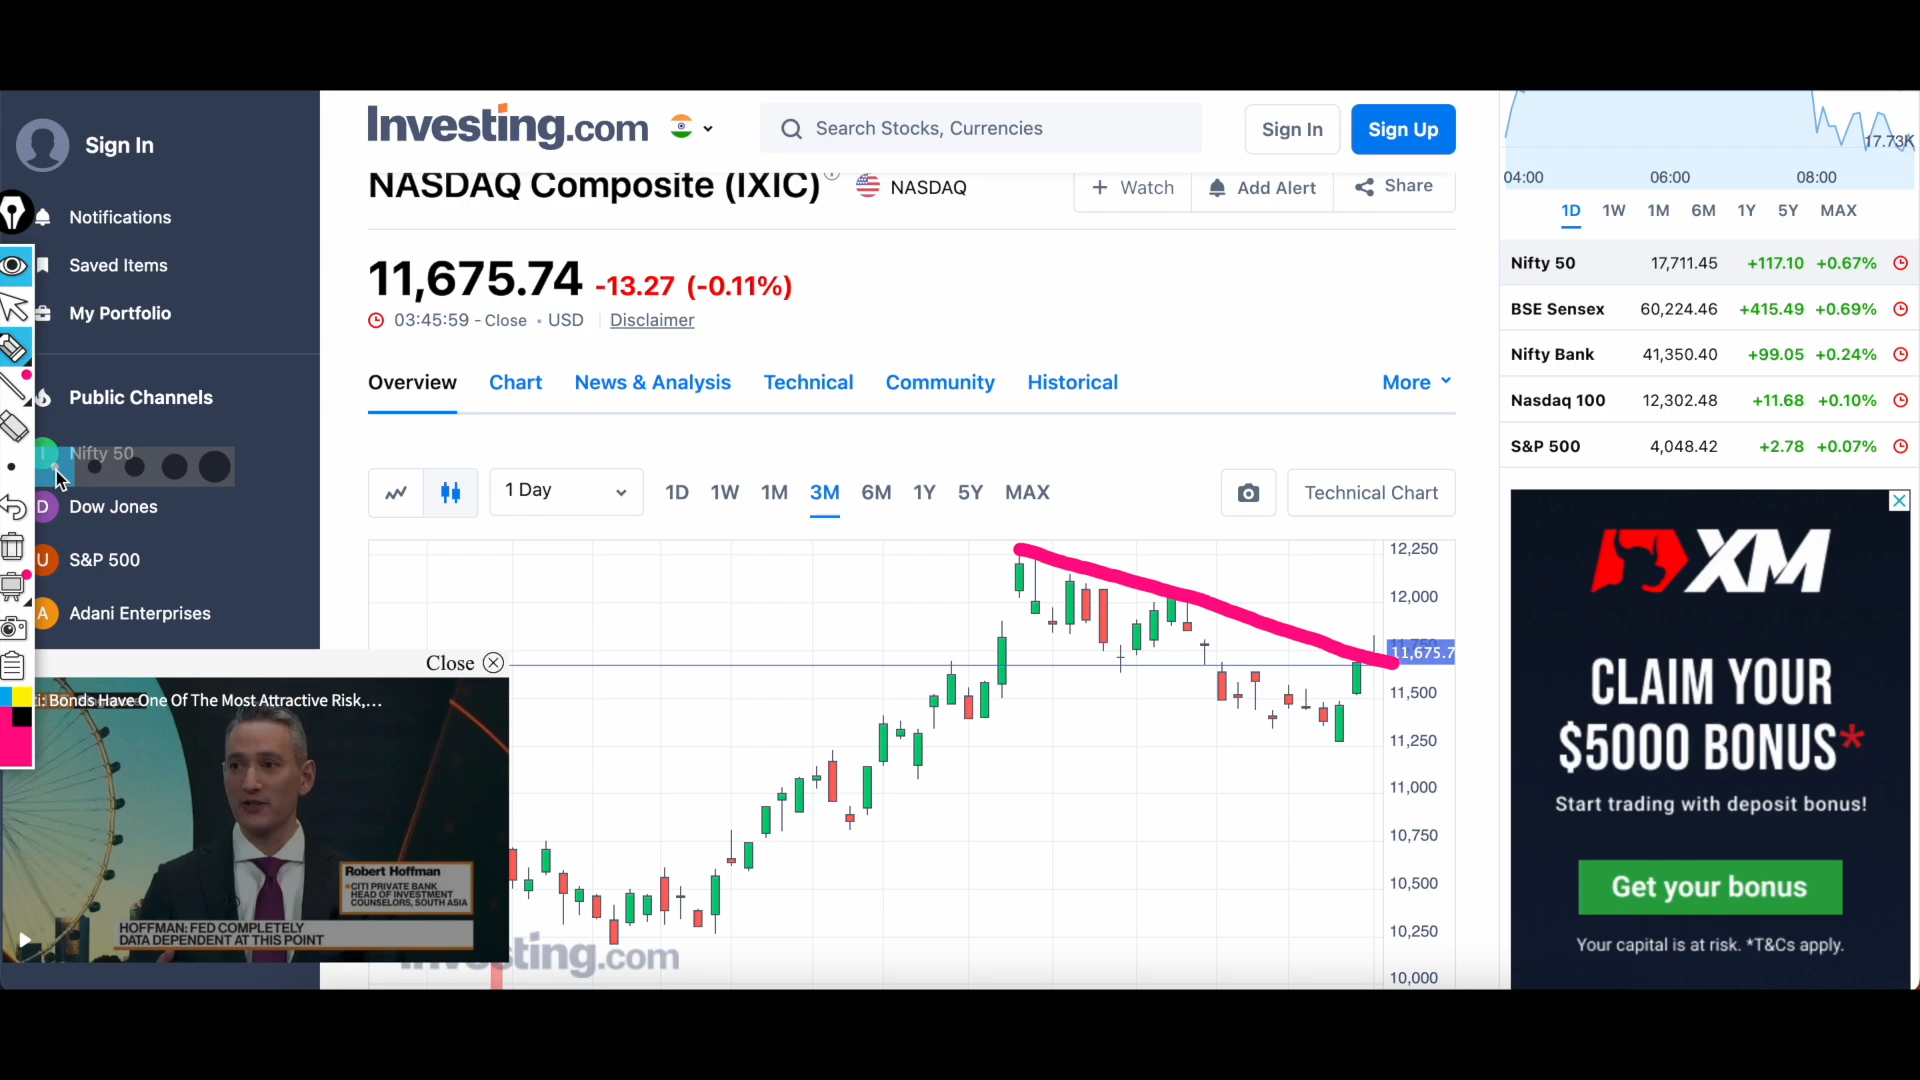 Sign In
Notifications
Saved Items
My Portfolio
Public Channels
Nifty 50
D Dow Jones
U S&P 500
A Adani Enterprises
Investing.com
Search Stocks, Currencies
Sign In
Sign Up
NASDAQ Composite (IXIC)
NASDAQ
+ Watch
Add Alert
Share
11,675.74 -13.27 (-0.11%)
03:45:59 - Close • USD Disclaimer
Overview Chart News & Analysis Technical Community Historical More
1 Day 1D 1W 1M 3M 6M 1Y 5Y MAX Technical Chart
12,250
12,000
11,750
11,675.7
11,500
11,250
11,000
10,750
10,500
10,250
10,000
Close
ti: Bonds Have One Of The Most Attractive Risk,...
Robert Hoffman
CITI PRIVATE BANK
HEAD OF INVESTMENT
COUNSELORS, SOUTH ASIA
HOFFMAN: FED COMPLETELY
DATA DEPENDENT AT THIS POINT
Investing.com
17.73K
04:00 06:00 08:00
1D 1W 1M 6M 1Y 5Y MAX
Nifty 50 17,711.45 +117.10 +0.67%
BSE Sensex 60,224.46 +415.49 +0.69%
Nifty Bank 41,350.40 +99.05 +0.24%
Nasdaq 100 12,302.48 +11.68 +0.10%
S&P 500 4,048.42 +2.78 +0.07%
XM
CLAIM YOUR
$5000 BONUS*
Start trading with deposit bonus!
Get your bonus
Your capital is at risk. *T&Cs apply.